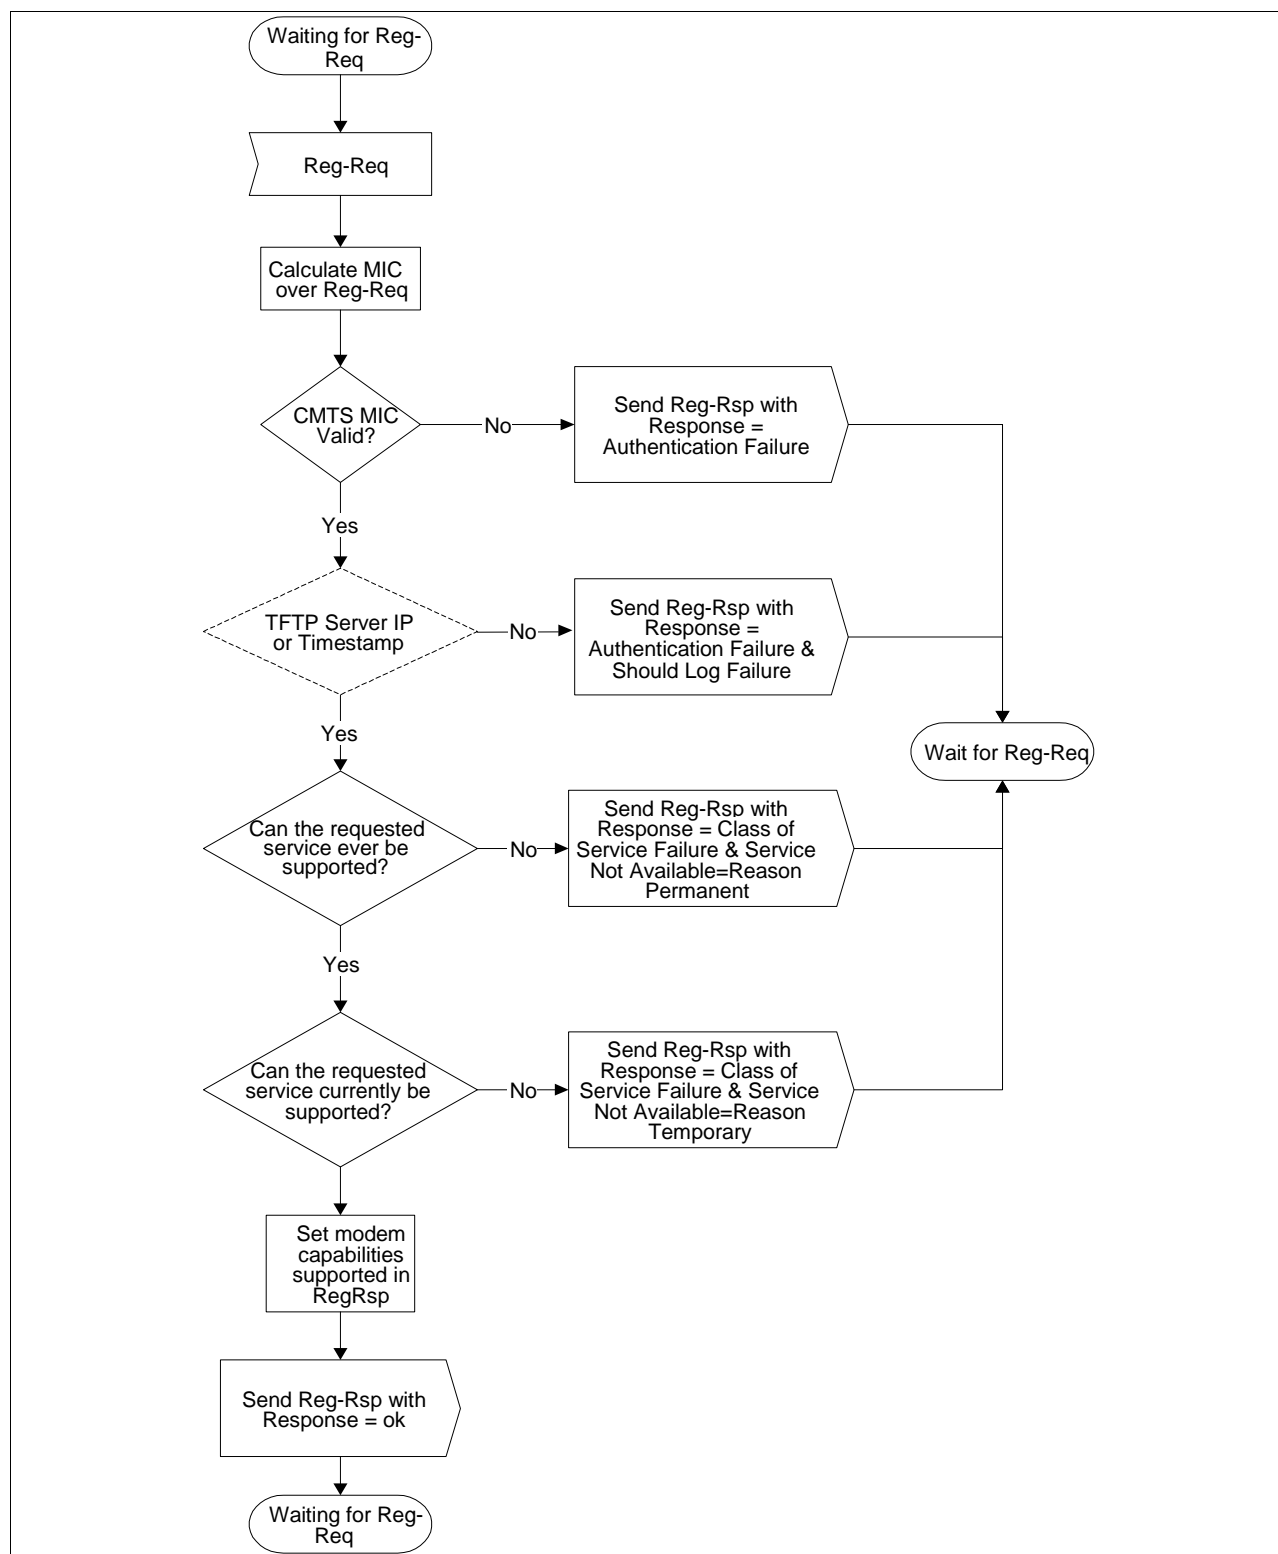 Waiting for Reg-
Req
Reg-Req
Calculate MIC
over Reg-Req
CMTS MIC
Valid?
No
Send Reg-Rsp with
Response =
Authentication Failure
Yes
TFTP Server IP
or Timestamp
No
Send Reg-Rsp with
Response =
Authentication Failure &
Should Log Failure
Yes
Wait for Reg-Req
Can the requested
service ever be
supported?
No
Send Reg-Rsp with
Response = Class of
Service Failure & Service
Not Available=Reason
Permanent
Yes
Can the requested
service currently be
supported?
No
Send Reg-Rsp with
Response = Class of
Service Failure & Service
Not Available=Reason
Temporary
Set modem
capabilities
supported in
RegRsp
Send Reg-Rsp with
Response = ok
Waiting for Reg-
Req